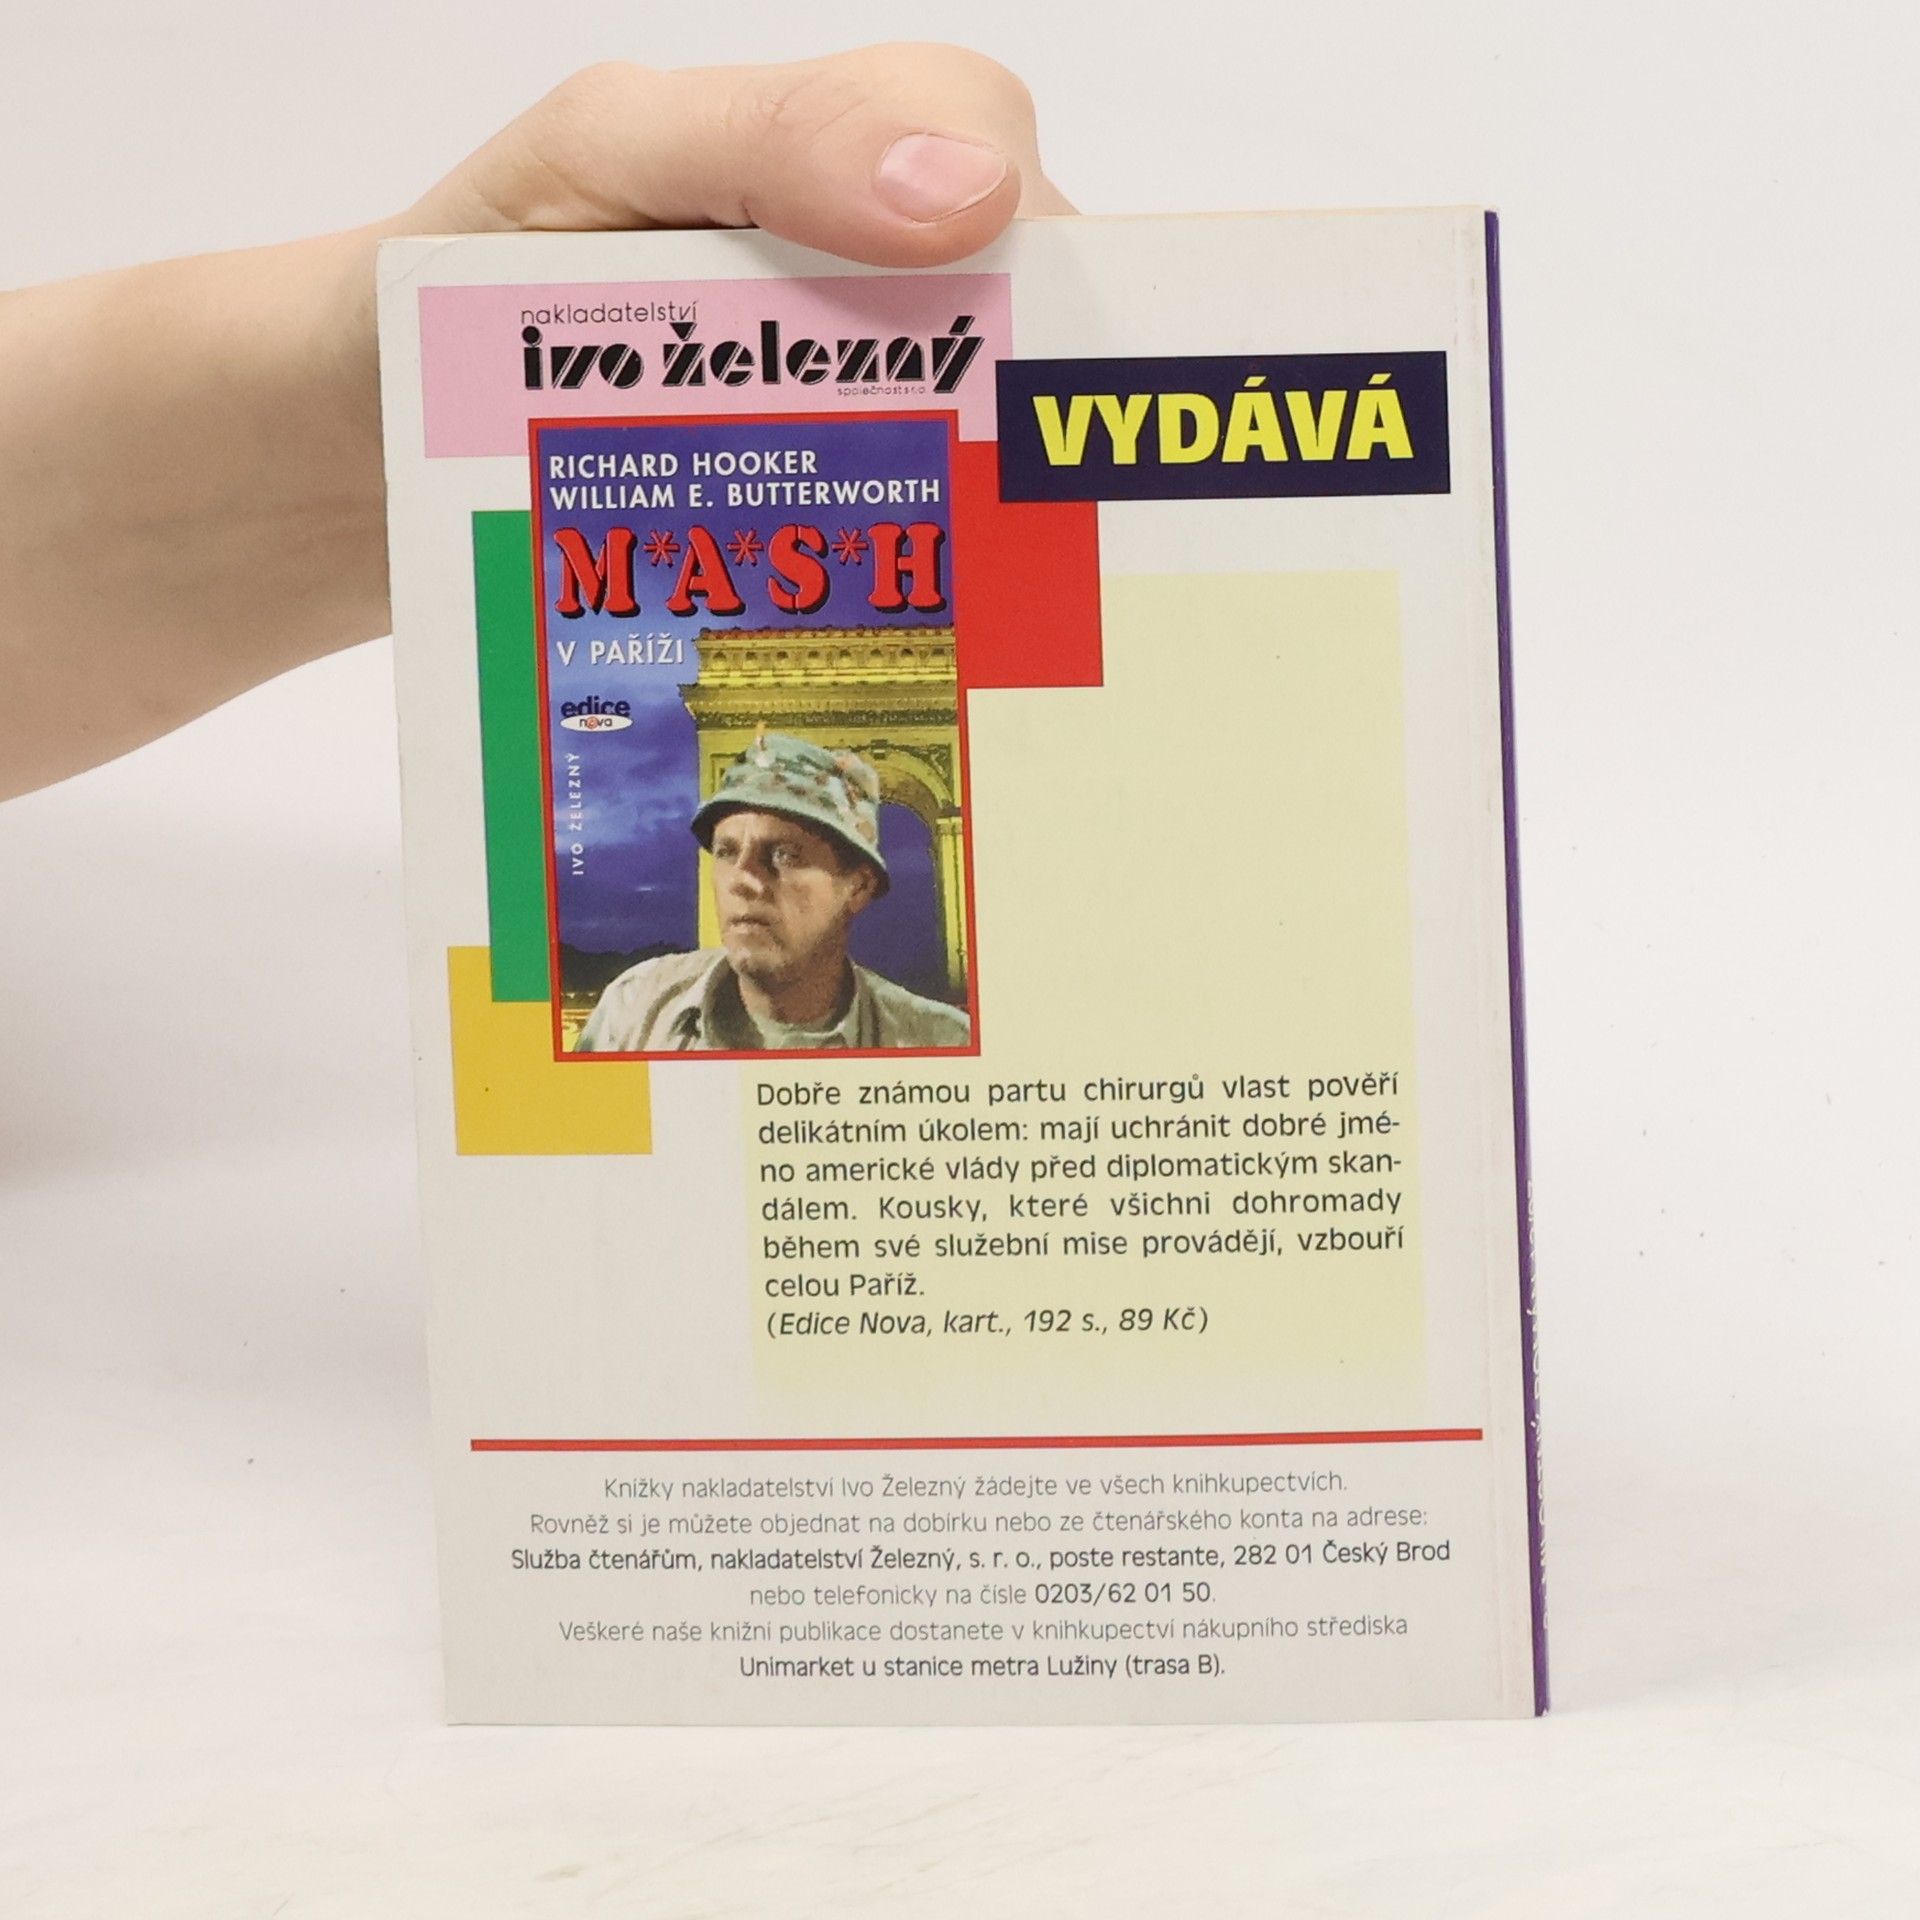 nakladatelství
ivo železný
společnost s r.o.
VYDÁVÁ
RICHARD HOOKER
WILLIAM E. BUTTERWORTH
M*A*S*H
V PAŘÍŽI
edice
nova
IVO ŽELEZNÝ
Dobře známou partu chirurgů vlast pověří
delikátním úkolem: mají uchránit dobré jmé-
no americké vlády před diplomatickým skan-
dálem. Kousky, které všichni dohromady
během své služební mise provádějí, vzbouří
celou Paříž.
(Edice Nova, kart., 192 s., 89 Kč)
Knížky nakladatelství Ivo Železný žádejte ve všech knihkupectvích.
Rovněž si je můžete objednat na dobírku nebo ze čtenářského konta na adrese:
Služba čtenářům, nakladatelství Železný, s. r. o., poste restante, 282 01 Český Brod
nebo telefonicky na čísle 0203/62 01 50.
Veškeré naše knižní publikace dostanete v knihkupectví nákupního střediska
Unimarket u stanice metra Lužiny (trasa B).